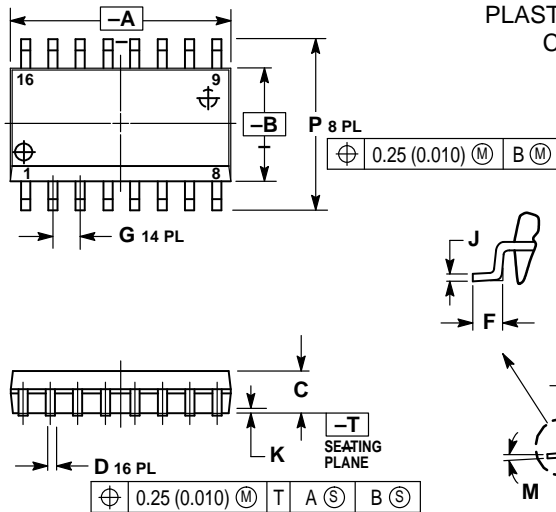 –A–
PLAST
C
16 9
–B–
P 8 PL
⌖ 0.25 (0.010) Ⓜ B Ⓜ
1 8
G 14 PL
J
F
C
–T–
SEATING
PLANE
K
D 16 PL
M
⌖ 0.25 (0.010) Ⓜ T A Ⓢ B Ⓢ